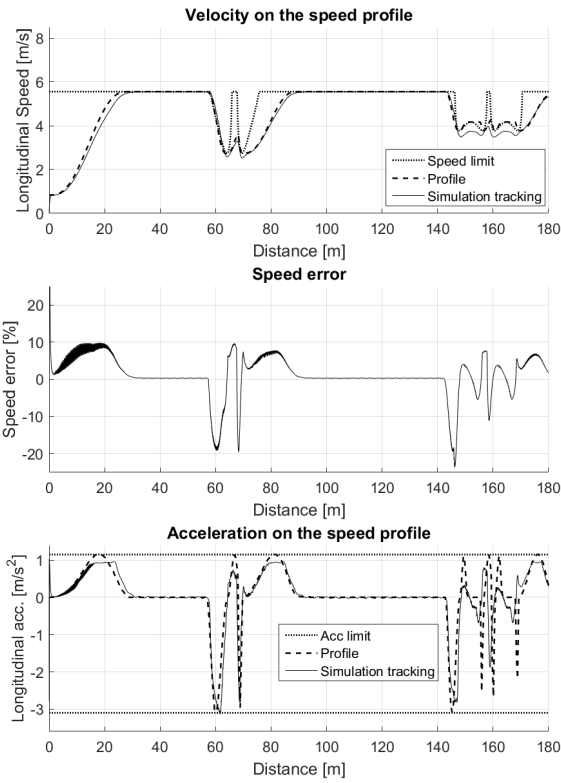 Velocity on the speed profile
8
6
4
2
0
Longitudinal Speed [m/s]
Speed limit
Profile
Simulation tracking
0 20 40 60 80 100 120 140 160 180
Distance [m]
Speed error
20
10
0
-10
-20
Speed error [%]
0 20 40 60 80 100 120 140 160 180
Distance [m]
Acceleration on the speed profile
1
0
-1
-2
-3
Longitudinal acc. [m/s²]
Acc limit
Profile
Simulation tracking
0 20 40 60 80 100 120 140 160 180
Distance [m]